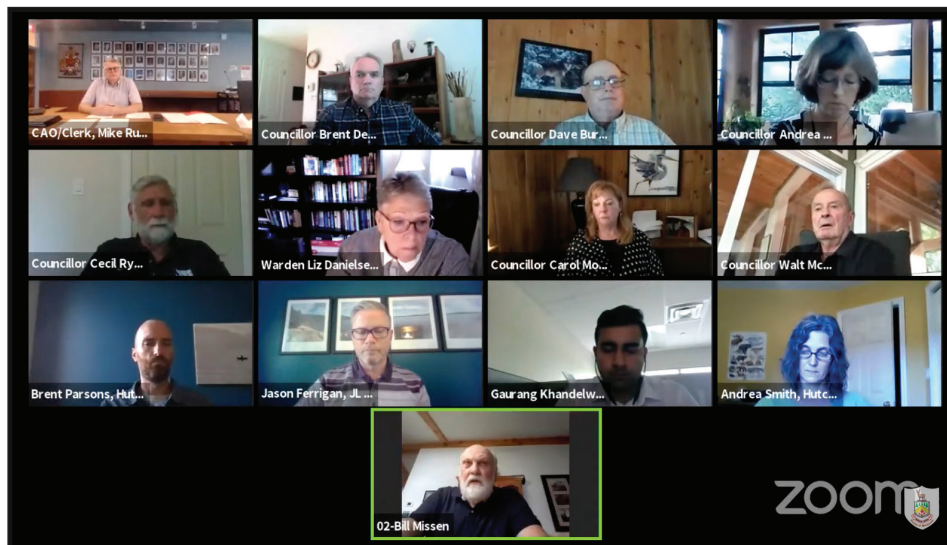 CAO/Clerk, Mike Ru...
Councillor Brent De...
Councillor Dave Bur...
Councillor Andrea ...
Councillor Cecil Ry...
Warden Liz Danielse...
Councillor Carol Mo...
Councillor Walt Mc...
Brent Parsons, Hut...
Jason Ferrigan, JL ...
Gaurang Khandelw...
Andrea Smith, Hutc...
02-Bill Missen
zoom